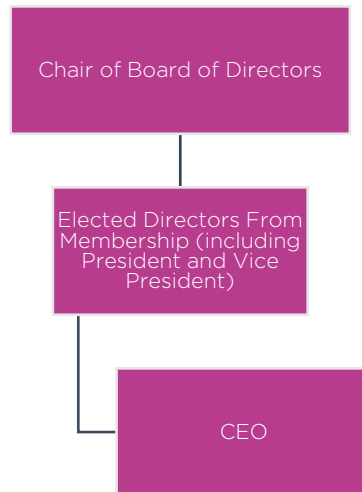 Chair of Board of Directors
Elected Directors From
Membership (including
President and Vice
President)
CEO